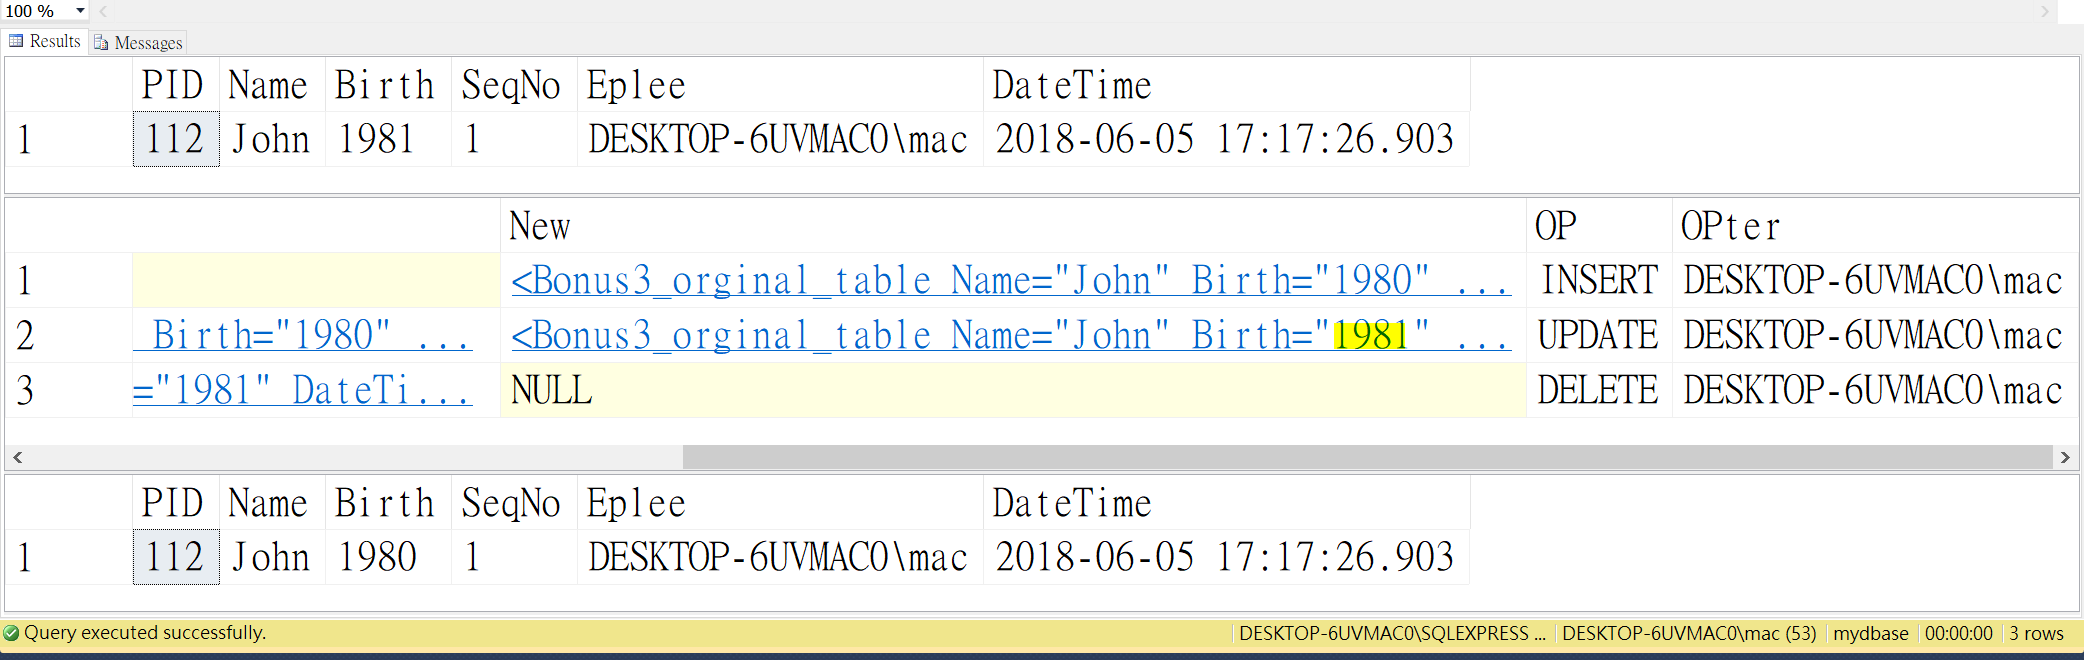 100 %
Results Messages
PID Name Birth SeqNo Eplee DateTime
1 112 John 1981 1 DESKTOP-6UVMAC0\mac 2018-06-05 17:17:26.903
New OP OPter
1 <Bonus3_orginal_table Name="John" Birth="1980" ... INSERT DESKTOP-6UVMAC0\mac
2 Birth="1980" ... <Bonus3_orginal_table Name="John" Birth="1981" ... UPDATE DESKTOP-6UVMAC0\mac
3 ="1981" DateTi... NULL DELETE DESKTOP-6UVMAC0\mac
PID Name Birth SeqNo Eplee DateTime
1 112 John 1980 1 DESKTOP-6UVMAC0\mac 2018-06-05 17:17:26.903
Query executed successfully. DESKTOP-6UVMAC0\SQLEXPRESS ... DESKTOP-6UVMAC0\mac (53) mydbase 00:00:00 3 rows